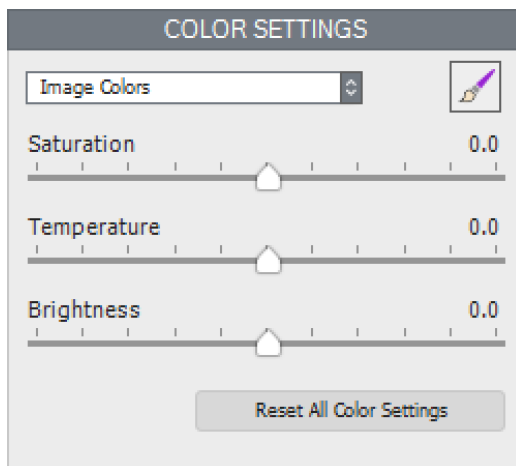 COLOR SETTINGS
Image Colors
Saturation 0.0
Temperature 0.0
Brightness 0.0
Reset All Color Settings